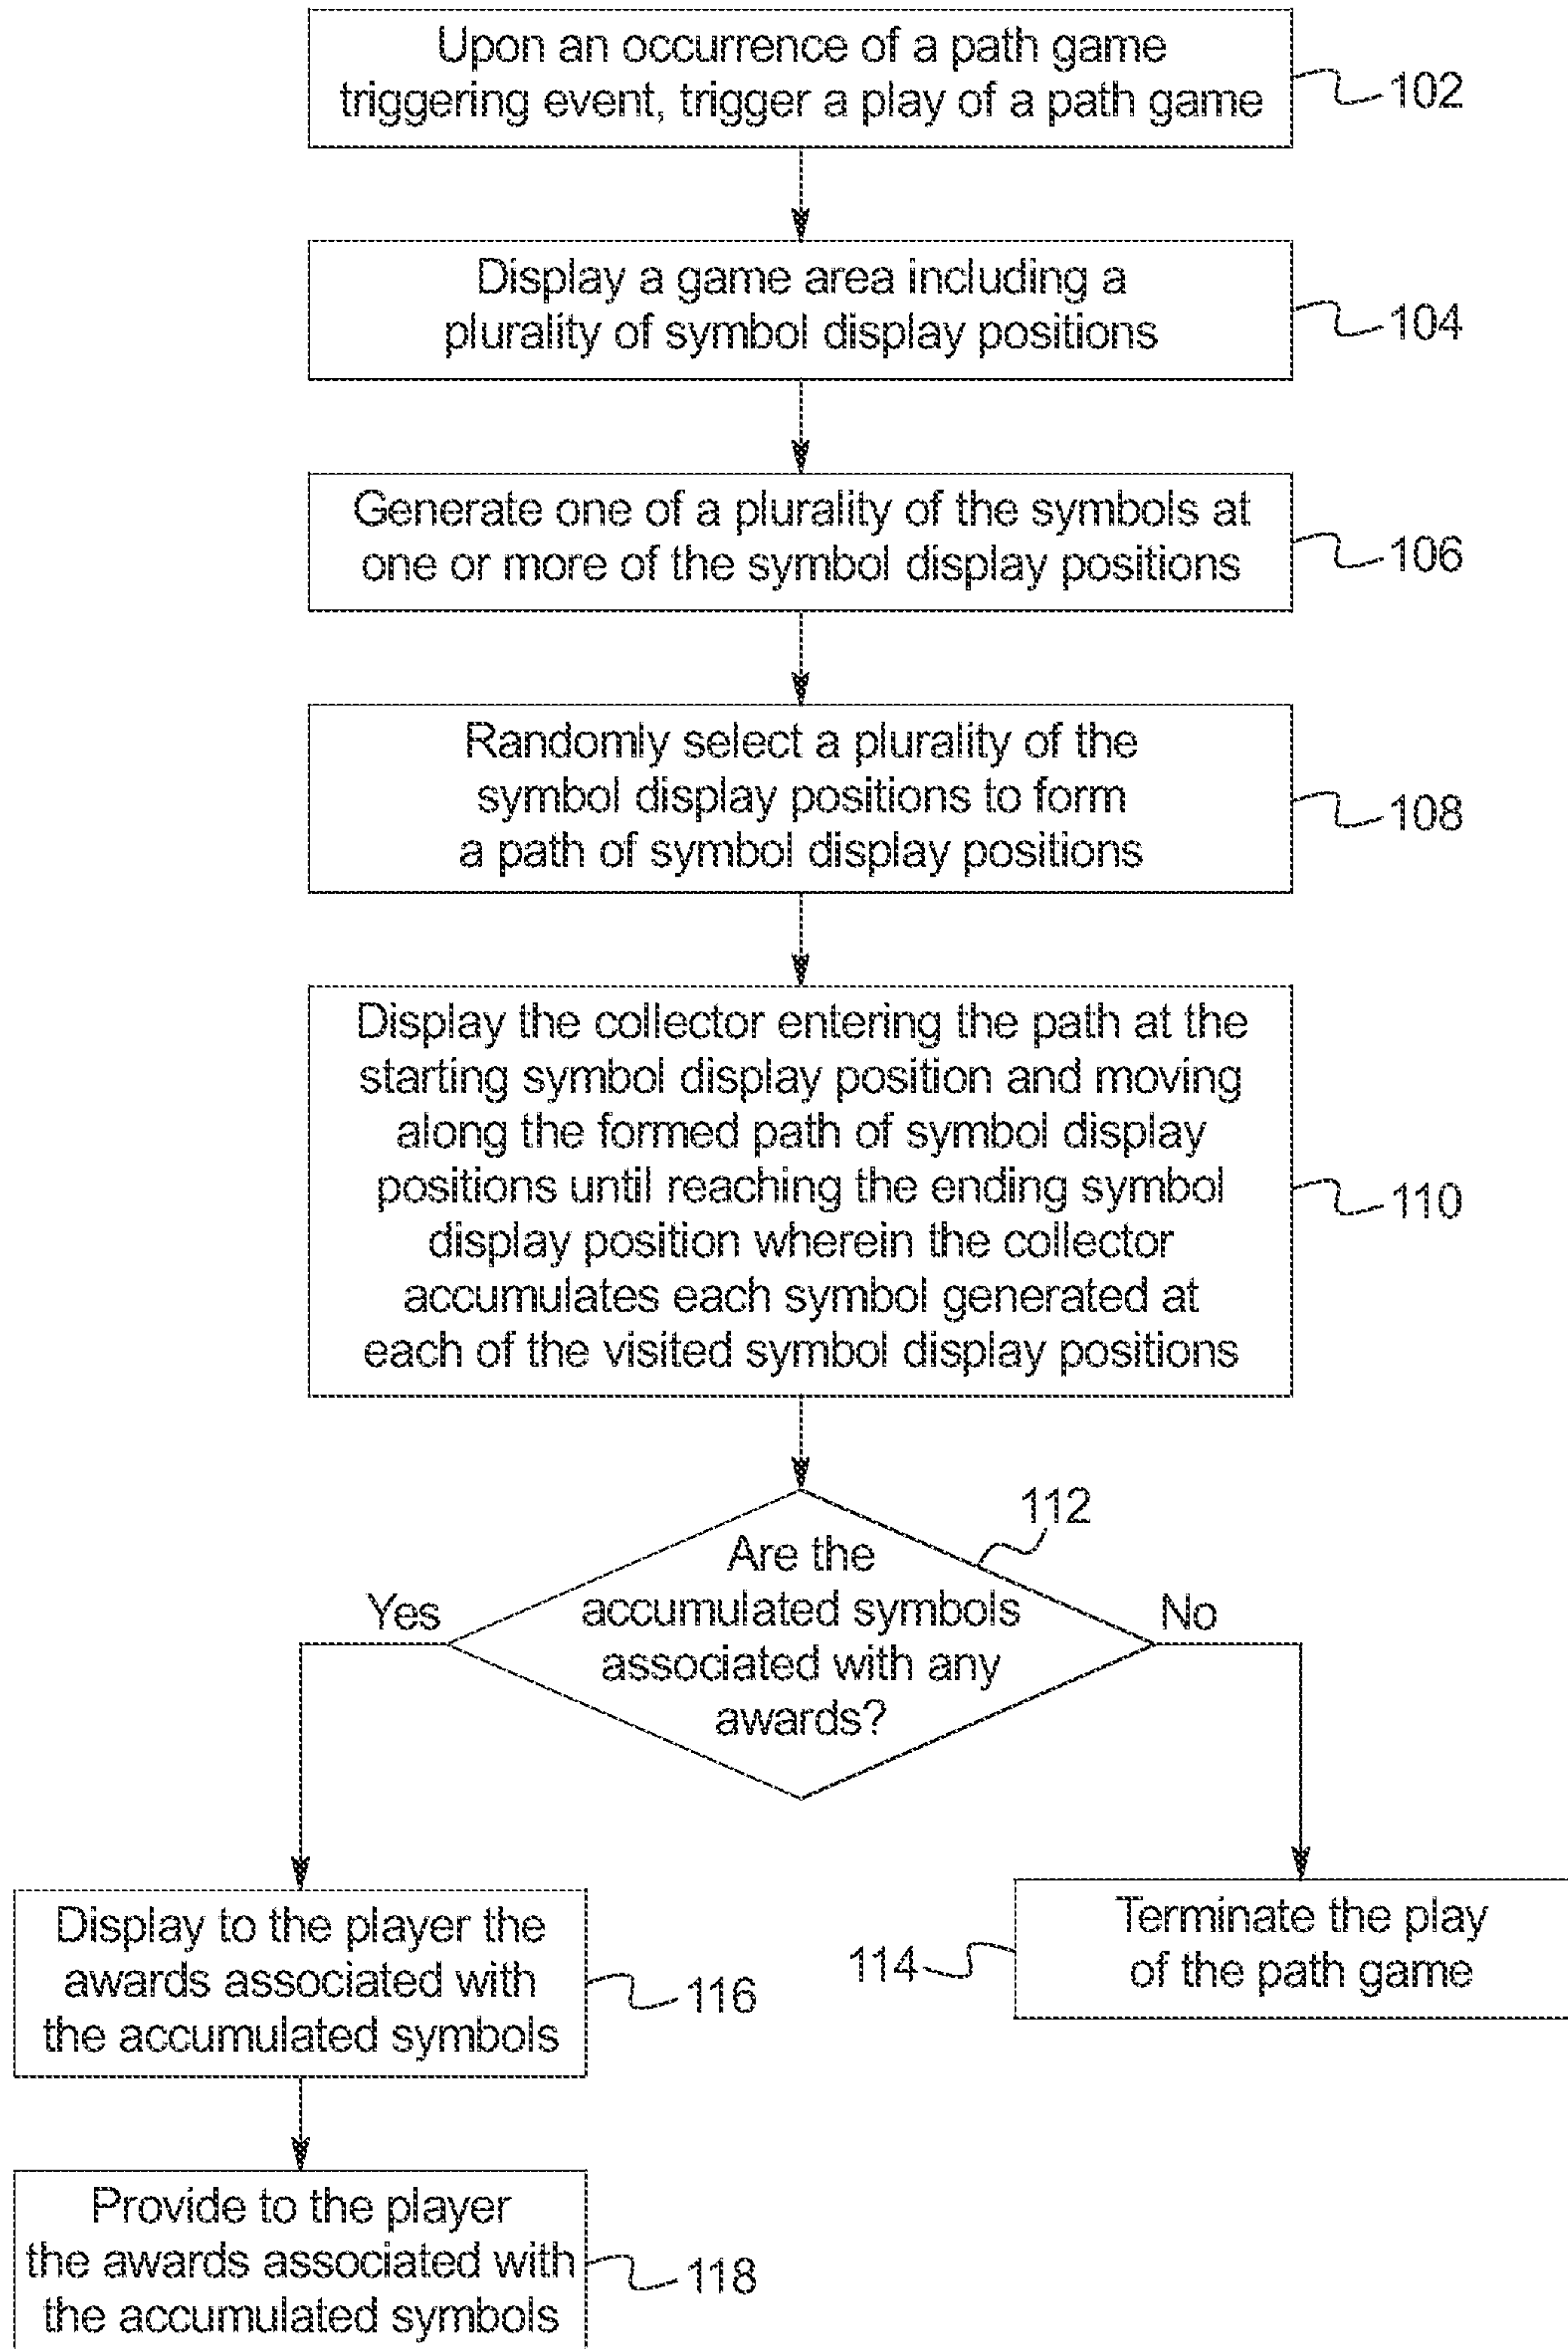 Upon an occurrence of a path game
triggering event, trigger a play of a path game
102
Display a game area including a
plurality of symbol display positions
104
Generate one of a plurality of the symbols at
one or more of the symbol display positions
106
Randomly select a plurality of the
symbol display positions to form
a path of symbol display positions
108
Display the collector entering the path at the
starting symbol display position and moving
along the formed path of symbol display
positions until reaching the ending symbol
display position wherein the collector
accumulates each symbol generated at
each of the visited symbol display positions
110
112
Are the
accumulated symbols
associated with any
awards?
Yes
No
Display to the player the
awards associated with
the accumulated symbols
116
Terminate the play
of the path game
114
Provide to the player
the awards associated with
the accumulated symbols
118